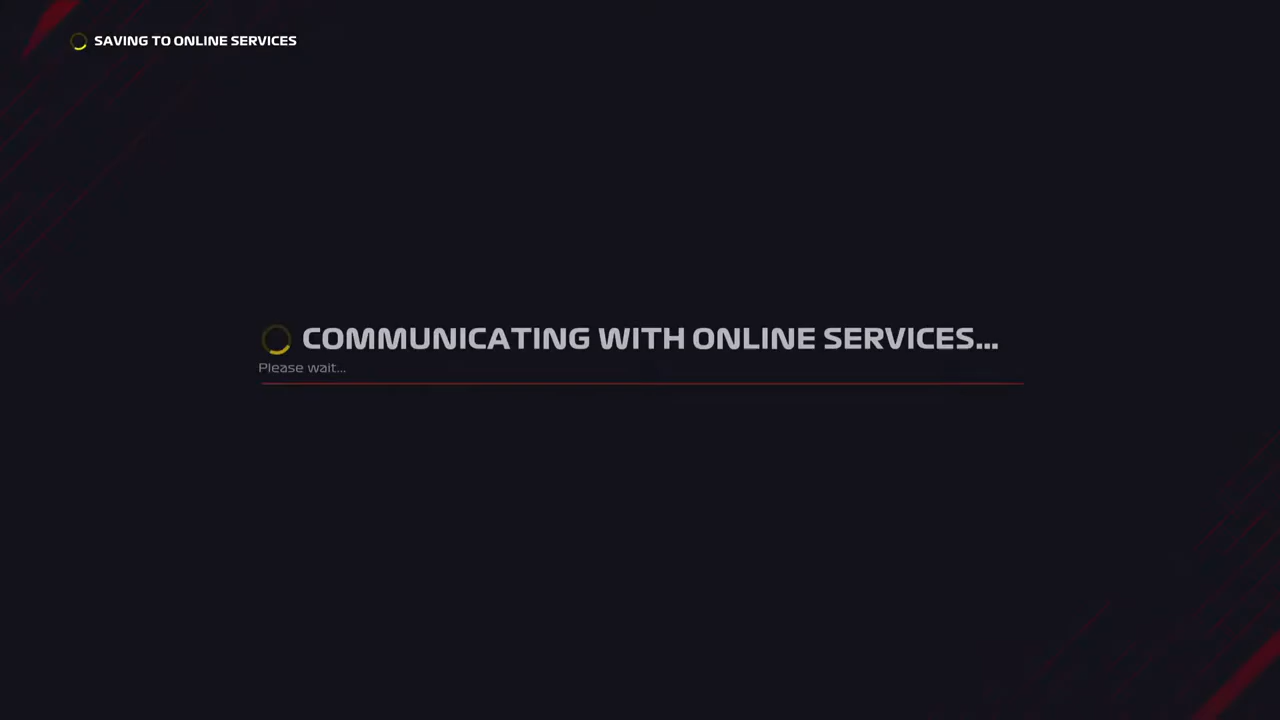 SAVING TO ONLINE SERVICES
COMMUNICATING WITH ONLINE SERVICES...
Please wait...